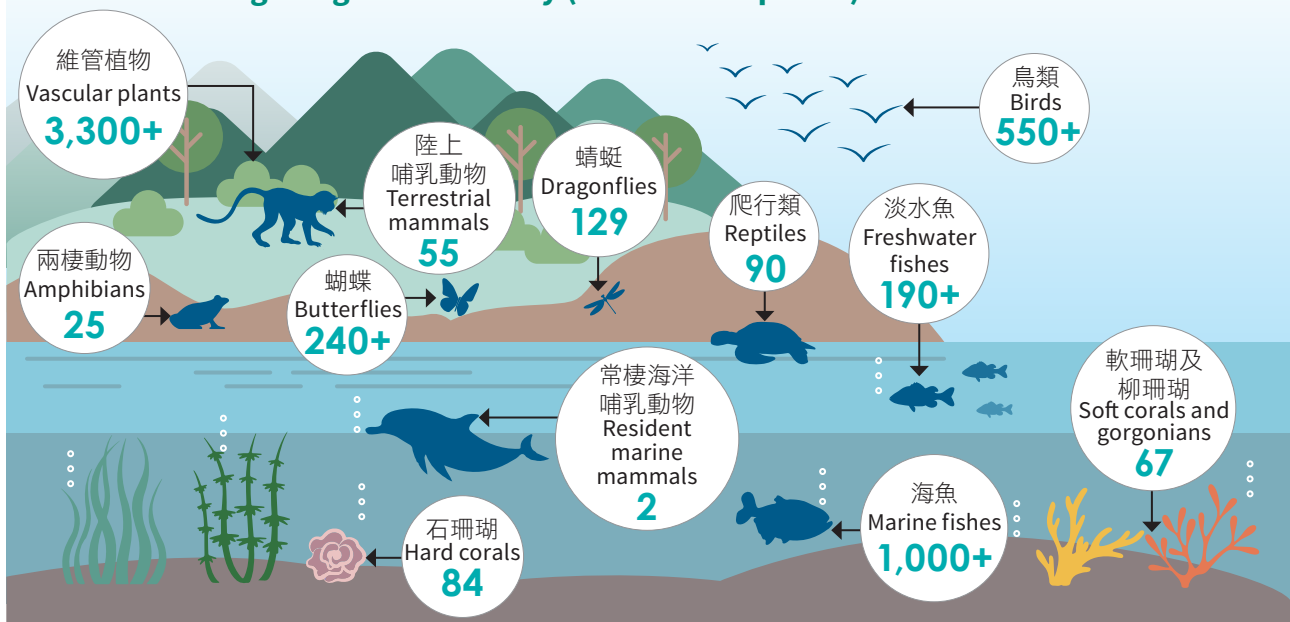 維管植物
Vascular plants
3,300+
鳥類
Birds
550+
陸上
哺乳動物
Terrestrial
mammals
55
蜻蜓
Dragonflies
129
爬行類
Reptiles
90
淡水魚
Freshwater
fishes
190+
兩棲動物
Amphibians
25
蝴蝶
Butterflies
240+
常棲海洋
哺乳動物
Resident
marine
mammals
2
軟珊瑚及
柳珊瑚
Soft corals and
gorgonians
67
石珊瑚
Hard corals
84
海魚
Marine fishes
1,000+